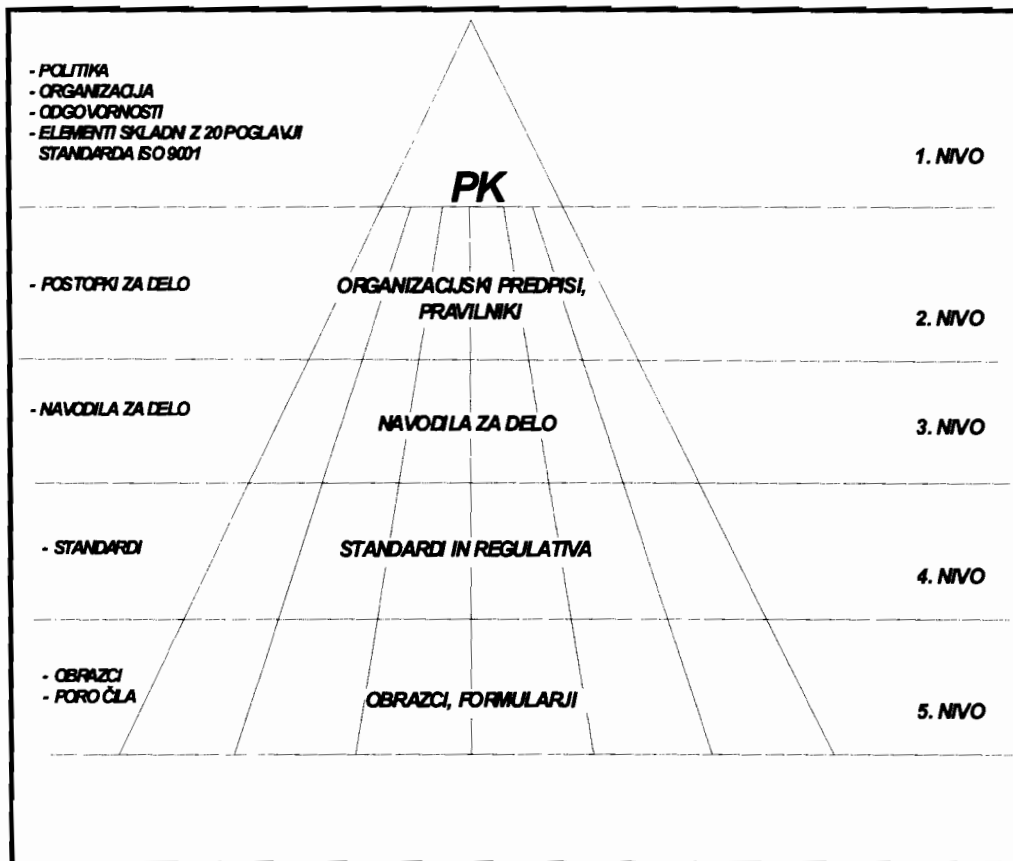 - POLITIKA
- ORGANIZACIJA
- ODGOVORNOSTI
- ELEMENTI SKLADNI Z 20 POGLAVJI
STANDARDA ISO 9001
1. NIVO
PK
- POSTOPKI ZA DELO
ORGANIZACIJSKI PREDPISI,
PRAVILNIKI
2. NIVO
- NAVODILA ZA DELO
NAVODILA ZA DELO
3. NIVO
- STANDARDI
STANDARDI IN REGULATIVA
4. NIVO
- OBRAZCI
- POROČILA
OBRAZCI, FORMULARJI
5. NIVO